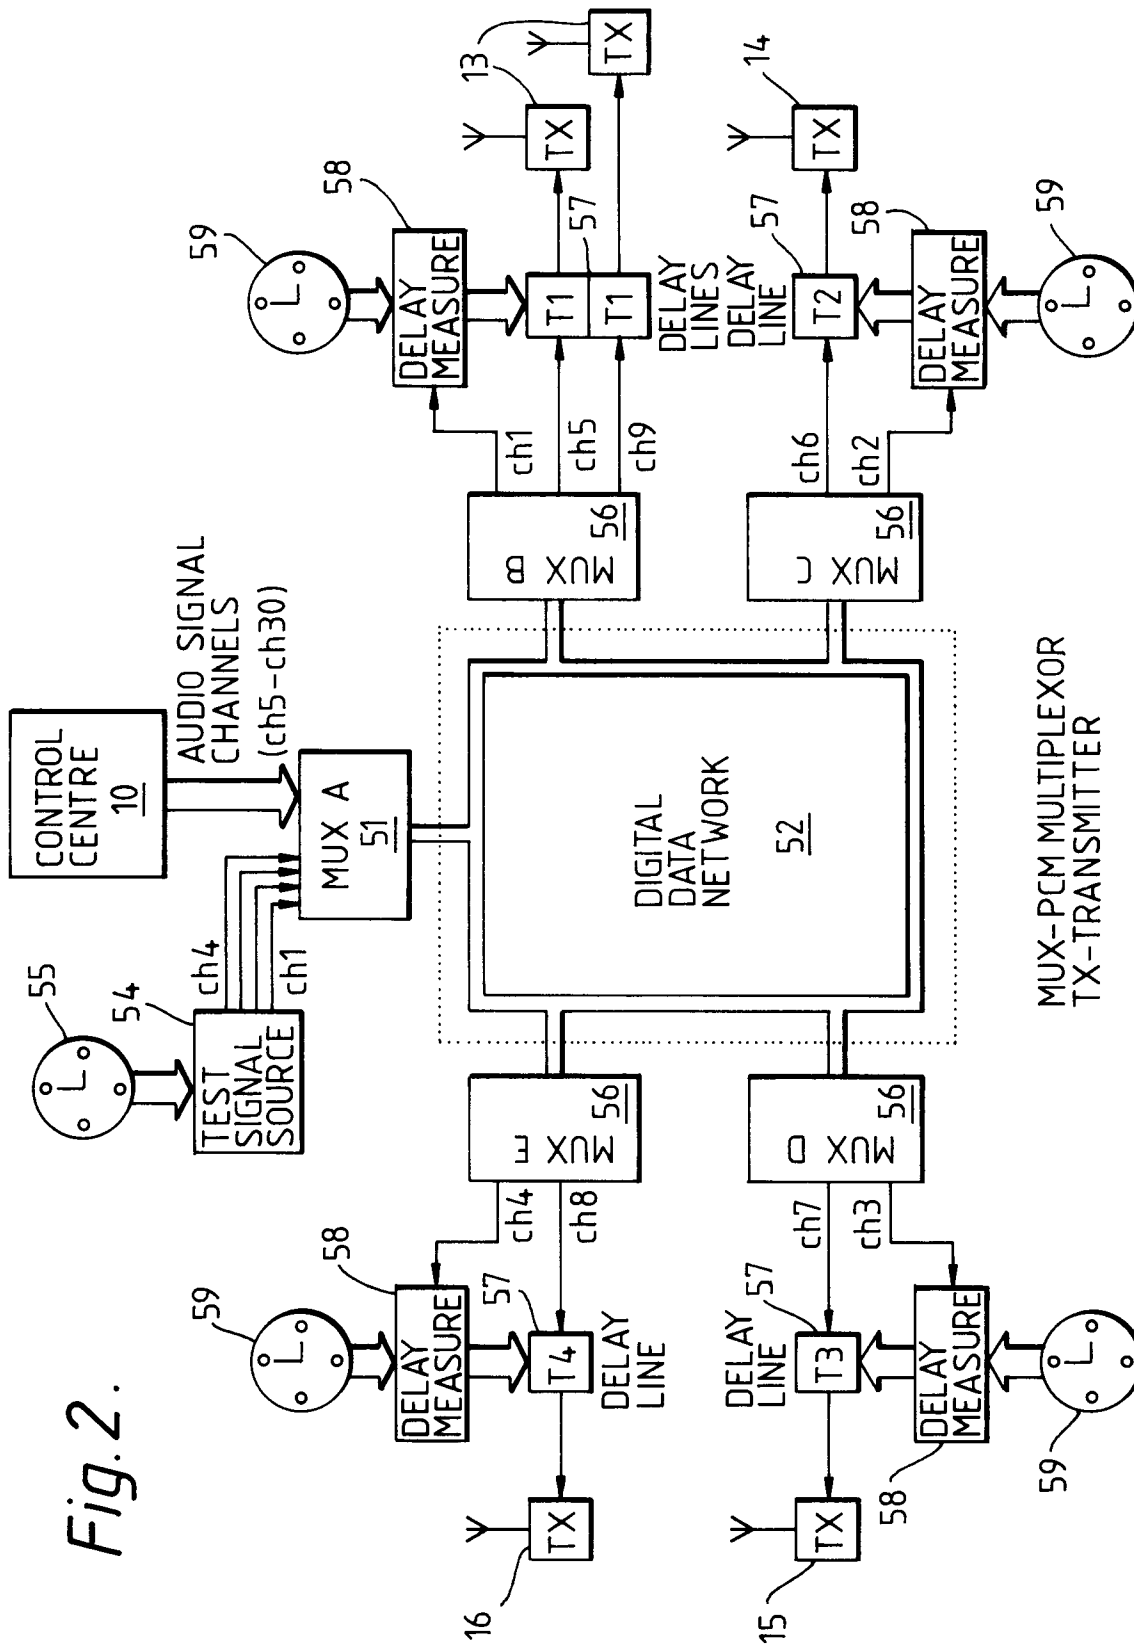 Fig. 2.
CONTROL
CENTRE
10
AUDIO SIGNAL
CHANNELS
(ch5-ch30)
55
54
TEST
SIGNAL
SOURCE
ch4
ch1
MUX A
51
59
58
DELAY
MEASURE
ch4
57
T4
ch8
DELAY
LINE
16
TX
MUX E
56
59
58
DELAY
MEASURE
ch1
57
T1
T1
ch5
ch9
DELAY
LINES
13
TX
TX
MUX B
56
DIGITAL
DATA
NETWORK
52
DELAY
LINE
57
T3
ch7
ch3
15
TX
MUX D
56
58
DELAY
MEASURE
59
DELAY
LINE
57
T2
ch6
ch2
14
TX
MUX C
56
58
DELAY
MEASURE
59
MUX-PCM MULTIPLEXOR
TX-TRANSMITTER